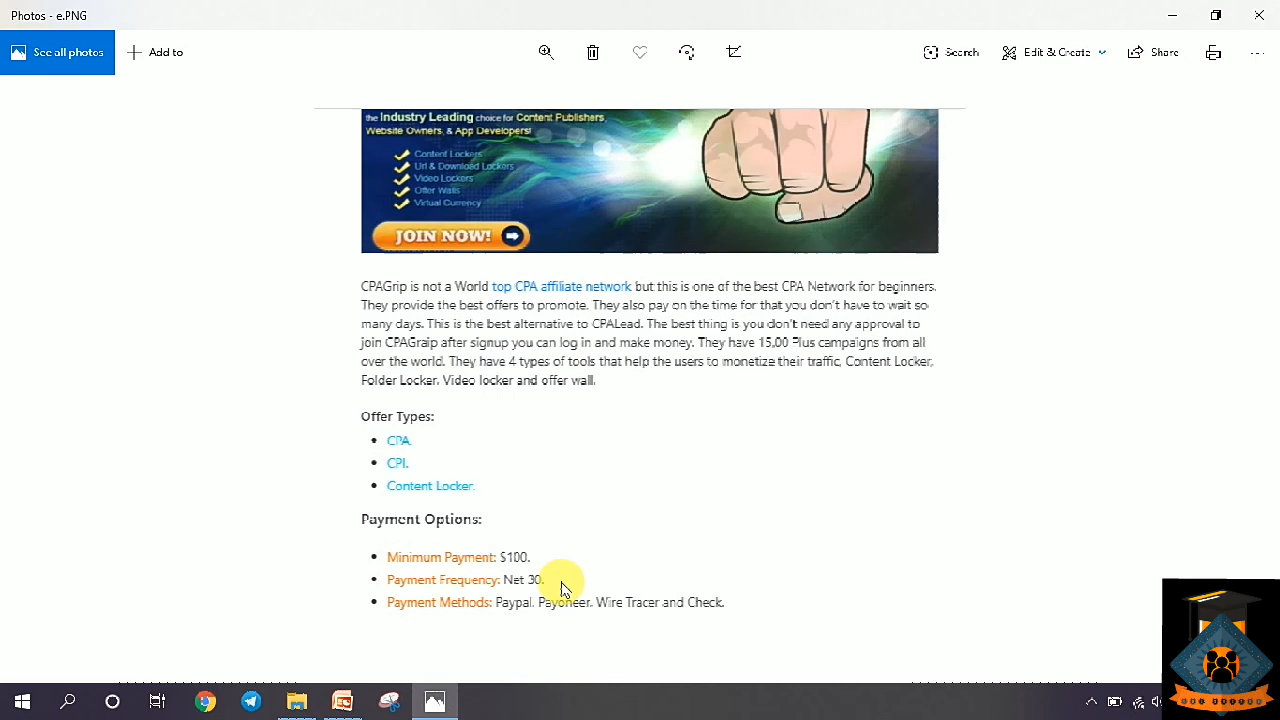 Photos - e.PNG
See all photos
Add to
Search
Edit & Create
Share
the Industry Leading choice for Content Publishers,
Website Owners, & App Developers!
Content Lockers
Url & Download Lockers
Video Lockers
Offer Walls
Virtual Currency
JOIN NOW!
CPAGrip is not a World top CPA affiliate network but this is one of the best CPA Network for beginners.
They provide the best offers to promote. They also pay on the time for that you don't have to wait so
many days. This is the best alternative to CPALead. The best thing is you don't need any approval to
join CPAGraip after signup you can log in and make money. They have 15,00 Plus campaigns from all
over the world. They have 4 types of tools that help the users to monetize their traffic, Content Locker,
Folder Locker, Video locker and offer wall.
Offer Types:
CPA.
CPI.
Content Locker.
Payment Options:
Minimum Payment: $100.
Payment Frequency: Net 30.
Payment Methods: Paypal, Payoneer, Wire Tracer and Check.